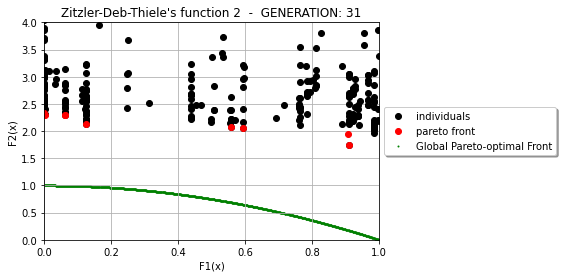 Zitzler-Deb-Thiele's function 2  -  GENERATION: 31
4.0
3.5
3.0
2.5
2.0
1.5
1.0
0.5
0.0
F2(x)
0.0 0.2 0.4 0.6 0.8 1.0
F1(x)
individuals
pareto front
Global Pareto-optimal Front